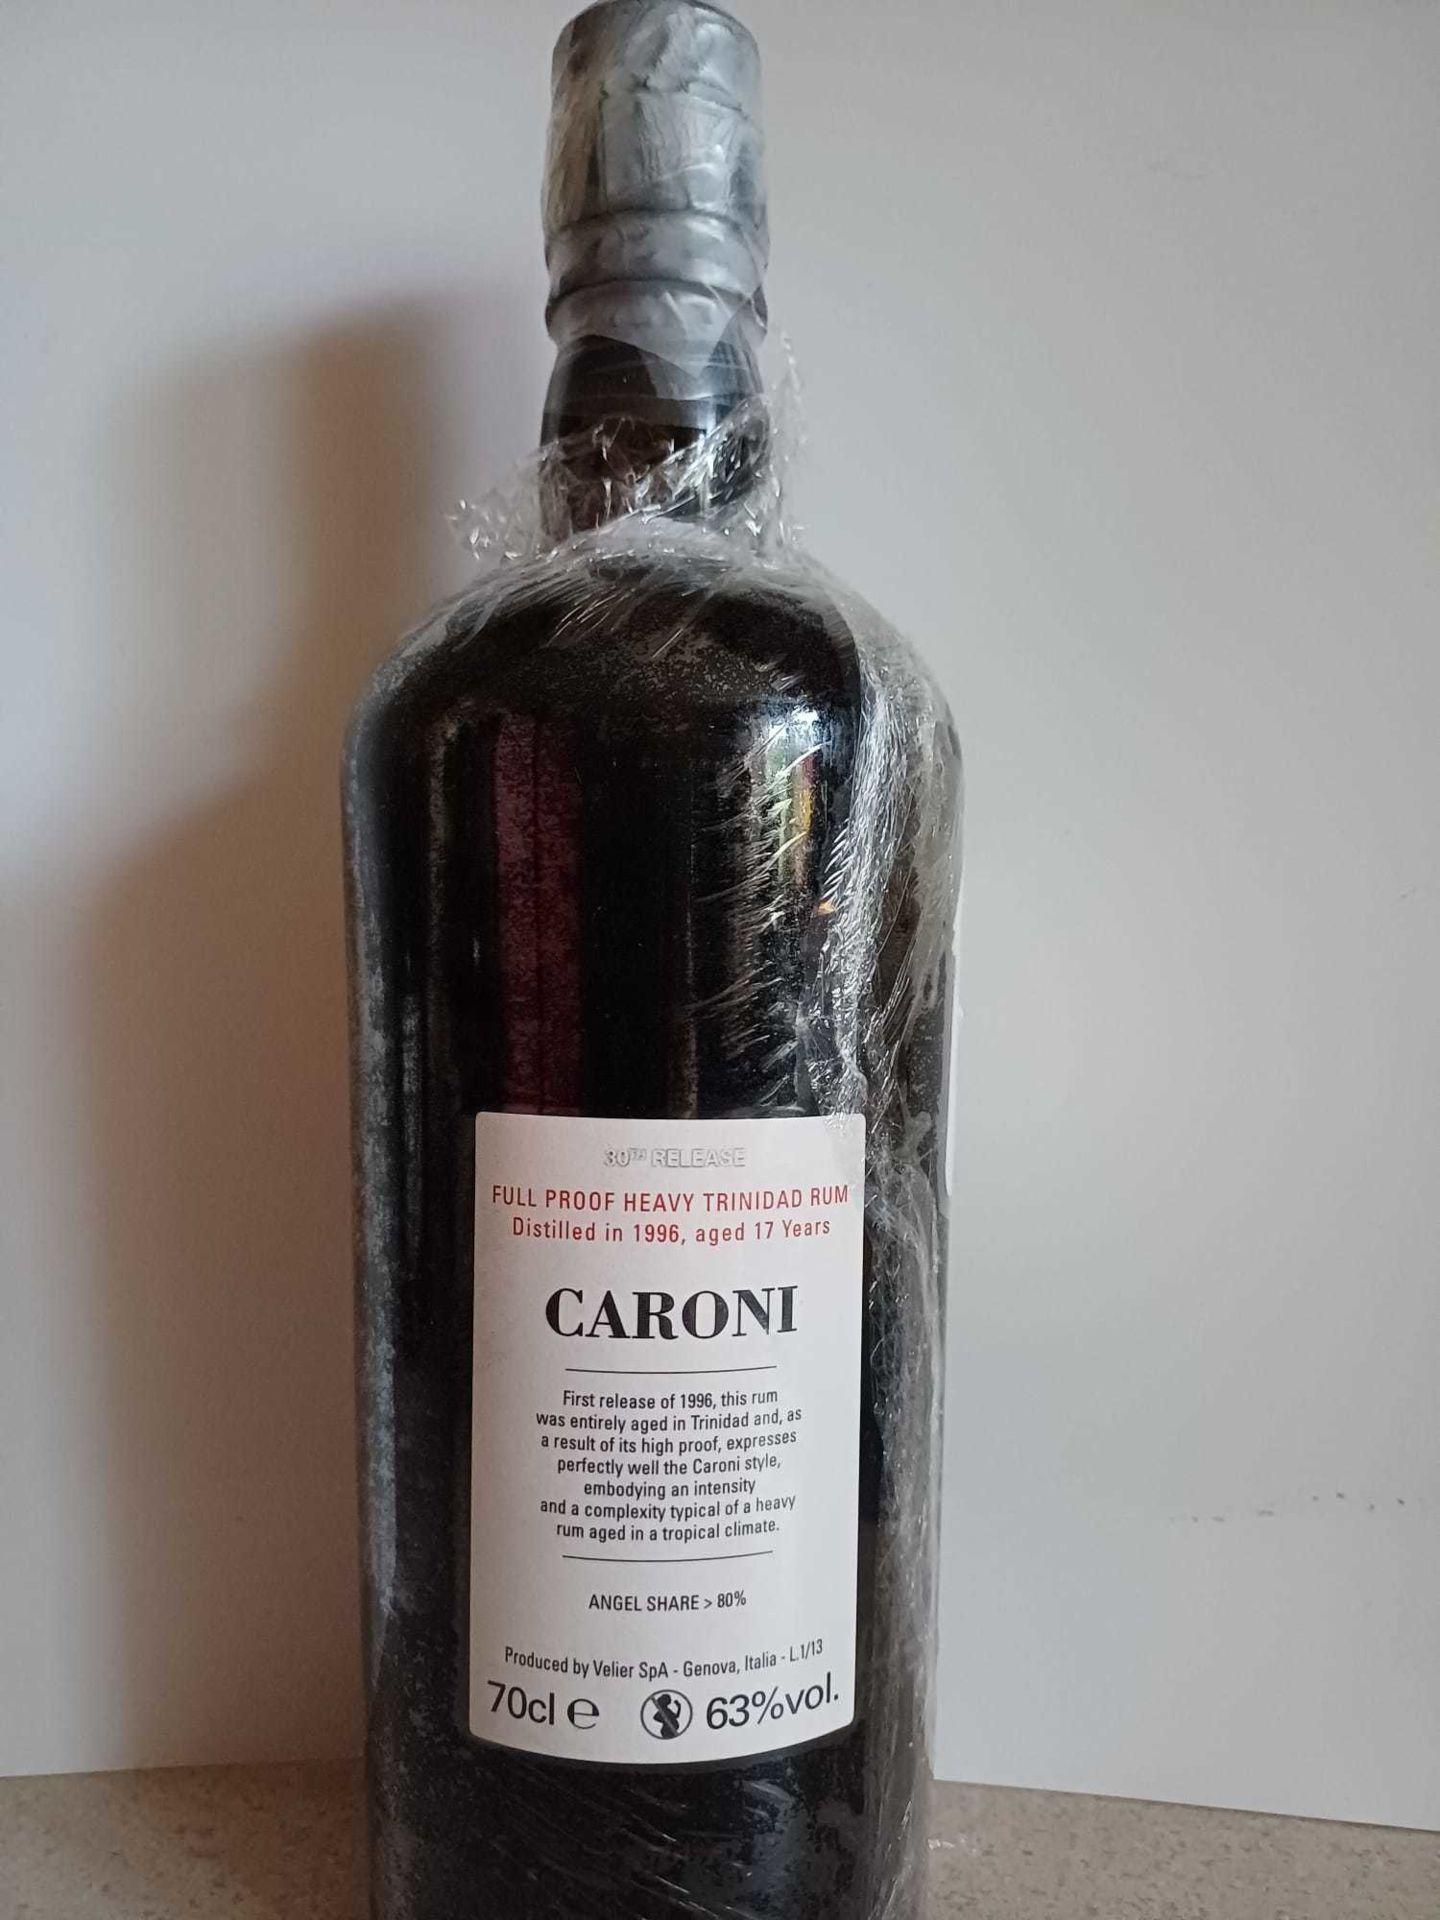 30TH RELEASE
FULL PROOF HEAVY TRINIDAD RUM
Distilled in 1996, aged 17 Years
CARONI
First release of 1996, this rum
was entirely aged in Trinidad and, as
a result of its high proof, expresses
perfectly well the Caroni style,
embodying an intensity
and a complexity typical of a heavy
rum aged in a tropical climate.
ANGEL SHARE > 80%
Produced by Velier SpA - Genova, Italia - L.1/13
70cl ℮ 63%vol.